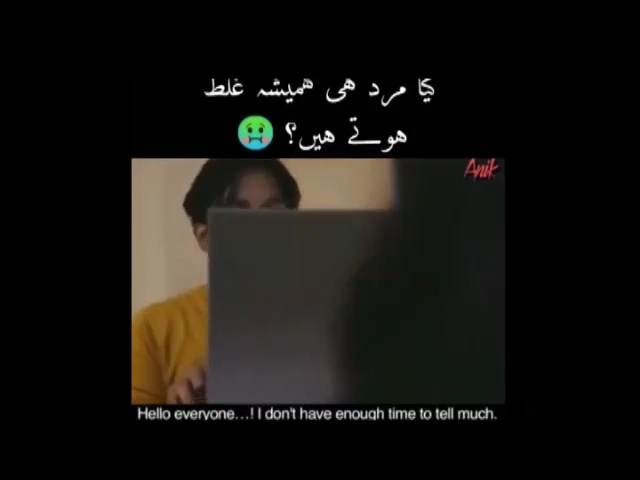 کیا مرد ھی ھمیشہ غلط
ھوتے ھیں؟ 🤢
Anik
Hello everyone...! I don't have enough time to tell much.